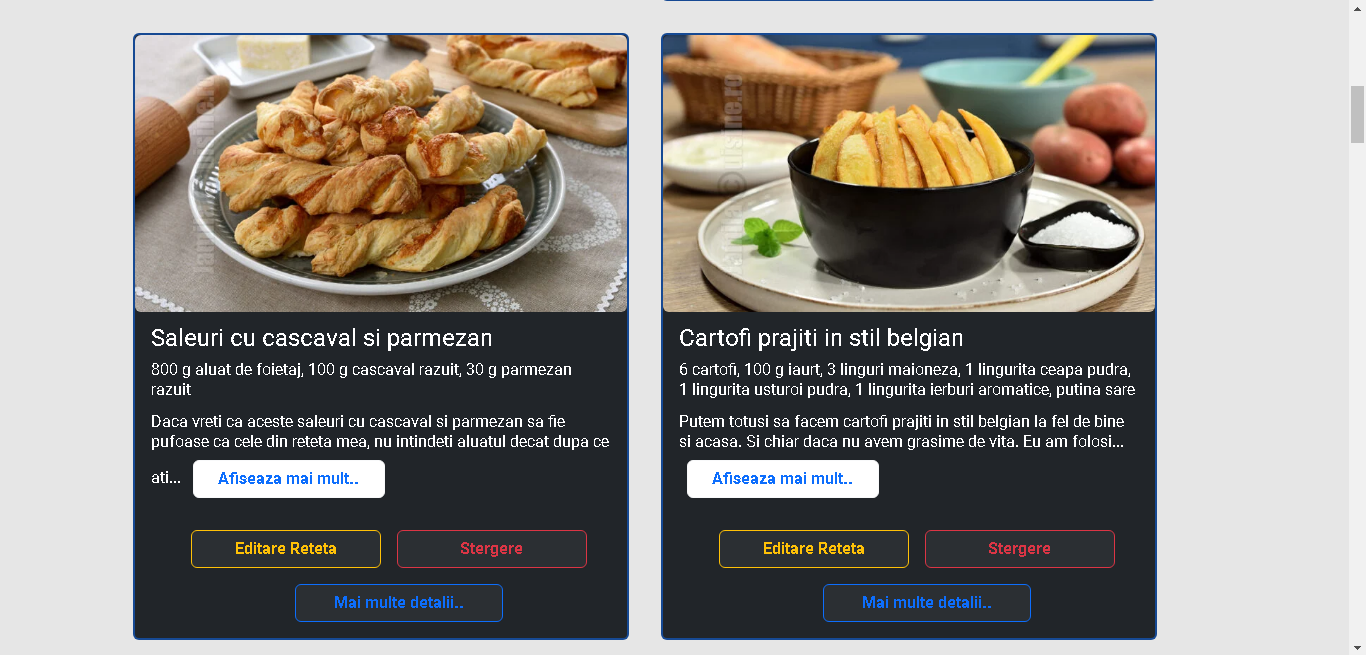 Saleuri cu cascaval si parmezan
800 g aluat de foietaj, 100 g cascaval razuit, 30 g parmezan
razuit
Daca vreti ca aceste saleuri cu cascaval si parmezan sa fie
pufoase ca cele din reteta mea, nu intindeti aluatul decat dupa ce
ati... Afiseaza mai mult..
Editare Reteta Stergere
Mai multe detalii..
Cartofi prajiti in stil belgian
6 cartofi, 100 g iaurt, 3 linguri maioneza, 1 lingurita ceapa pudra,
1 lingurita usturoi pudra, 1 lingurita ierburi aromatice, putina sare
Putem totusi sa facem cartofi prajiti in stil belgian la fel de bine
si acasa. Si chiar daca nu avem grasime de vita. Eu am folosi...
Afiseaza mai mult..
Editare Reteta Stergere
Mai multe detalii..